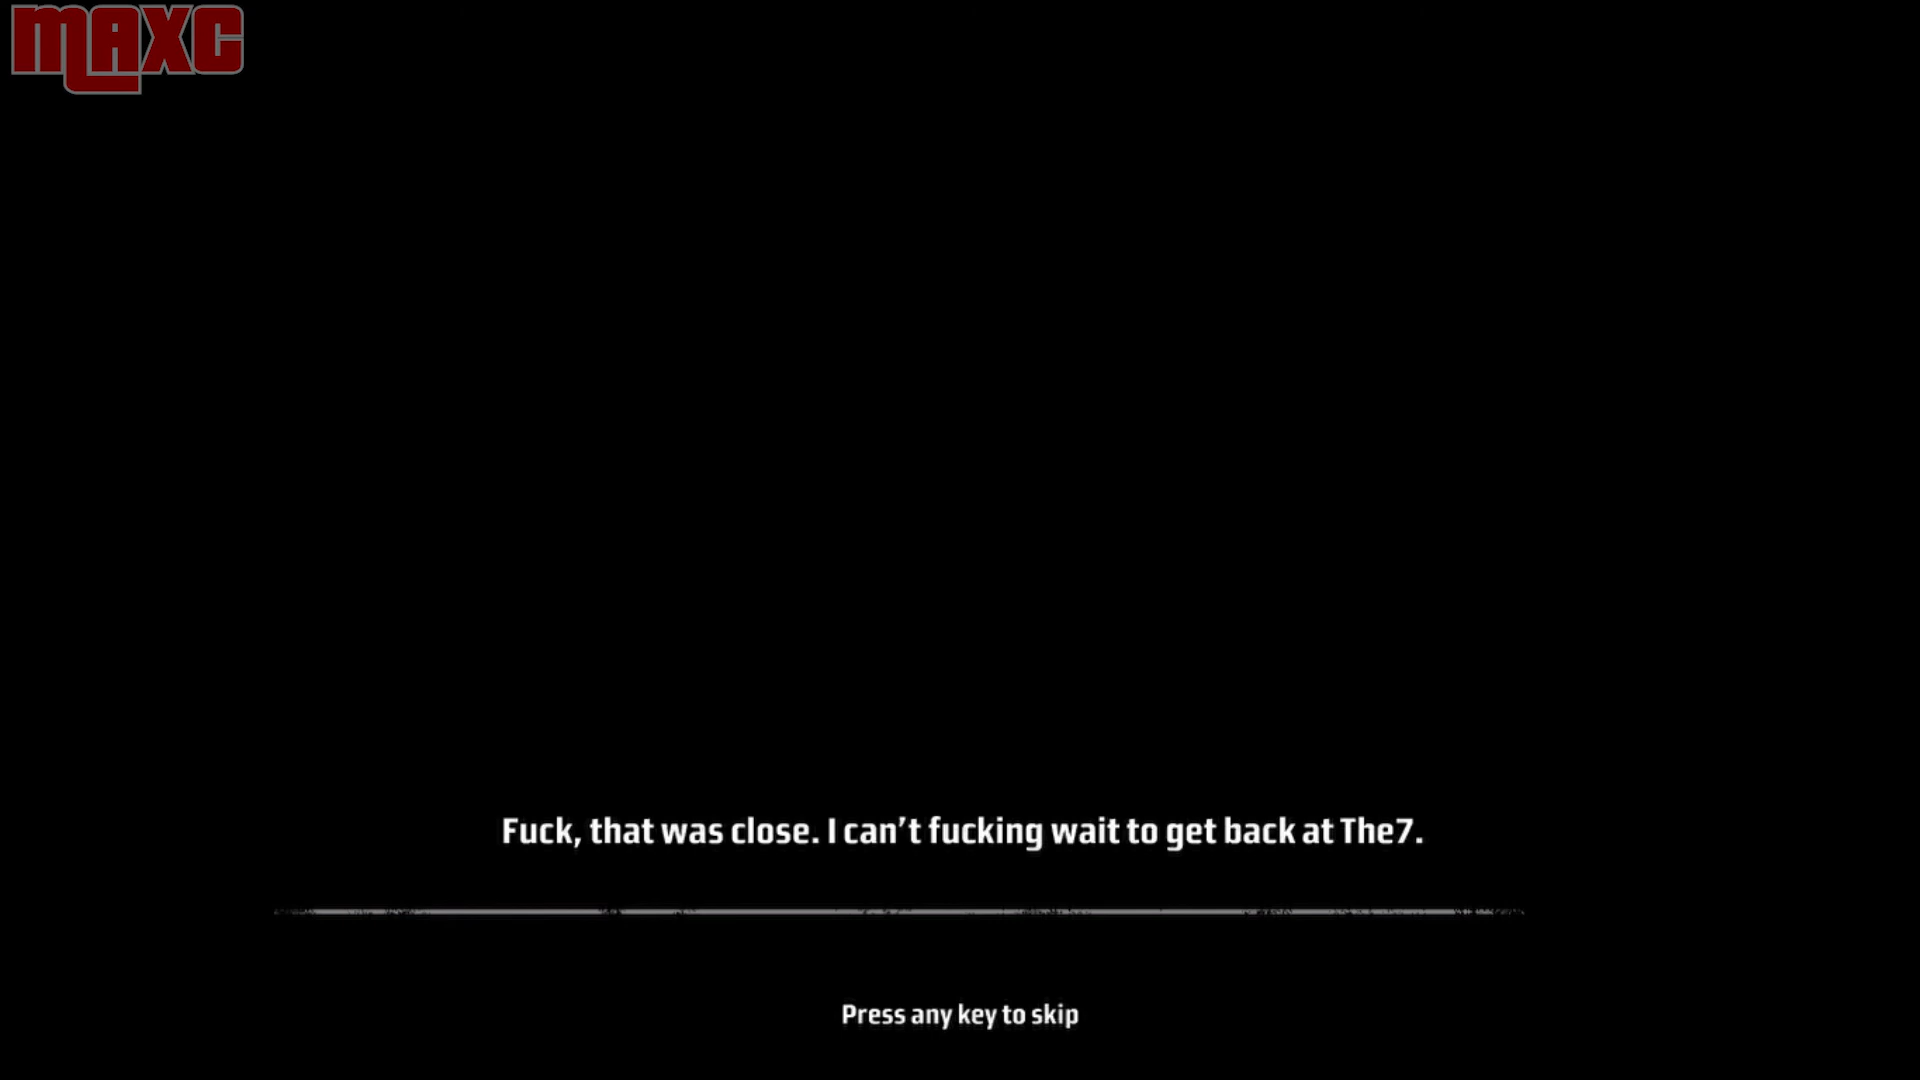 MAXC
Fuck, that was close. I can’t fucking wait to get back at The7.
Press any key to skip